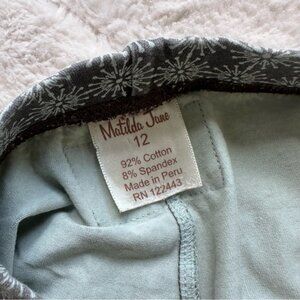 Matilda Jane
12
92% Cotton
8% Spandex
Made in Peru
RN 122443